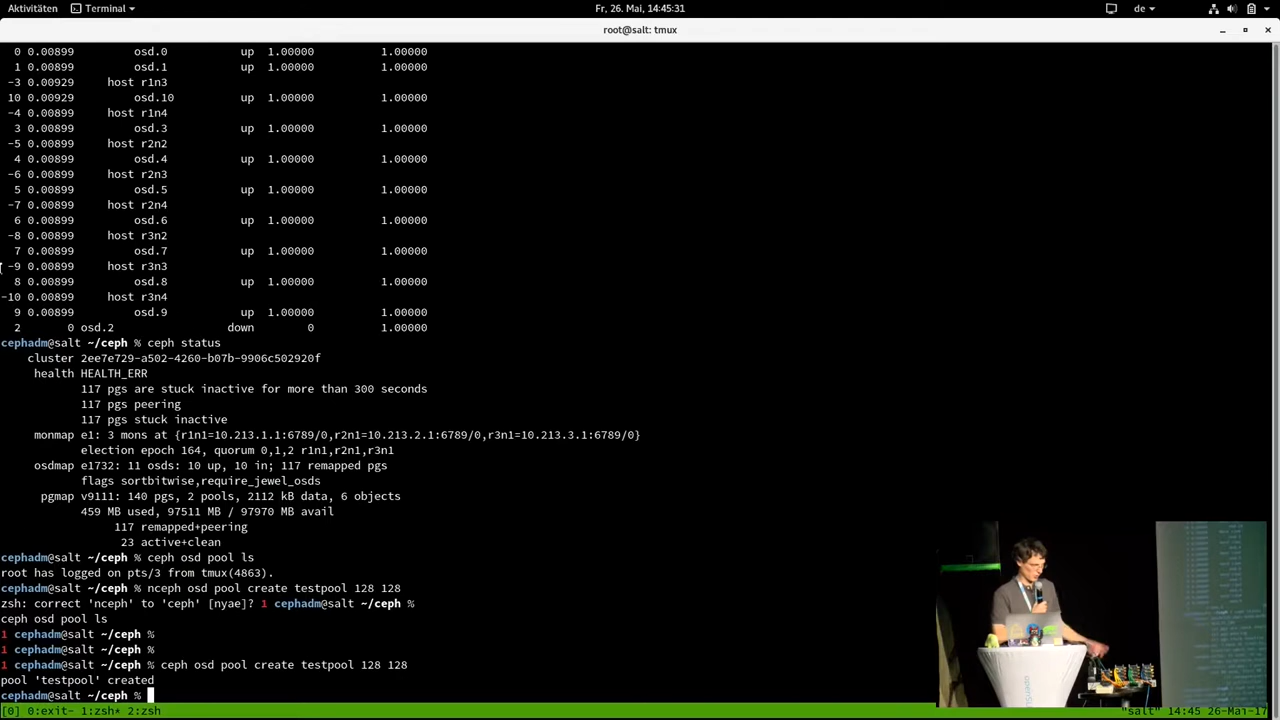 Aktivitäten Terminal Fr, 26. Mai, 14:45:31 de
root@salt: tmux
0 0.00899 osd.0 up 1.00000 1.00000
1 0.00899 osd.1 up 1.00000 1.00000
-3 0.00929 host r1n3
10 0.00929 osd.10 up 1.00000 1.00000
-4 0.00899 host r1n4
3 0.00899 osd.3 up 1.00000 1.00000
-5 0.00899 host r2n2
4 0.00899 osd.4 up 1.00000 1.00000
-6 0.00899 host r2n3
5 0.00899 osd.5 up 1.00000 1.00000
-7 0.00899 host r2n4
6 0.00899 osd.6 up 1.00000 1.00000
-8 0.00899 host r3n2
7 0.00899 osd.7 up 1.00000 1.00000
-9 0.00899 host r3n3
8 0.00899 osd.8 up 1.00000 1.00000
-10 0.00899 host r3n4
9 0.00899 osd.9 up 1.00000 1.00000
2 0 osd.2 down 0 1.00000
cephadm@salt ~/ceph % ceph status
cluster 2ee7e729-a502-4260-b07b-9906c502920f
health HEALTH_ERR
117 pgs are stuck inactive for more than 300 seconds
117 pgs peering
117 pgs stuck inactive
monmap e1: 3 mons at {r1n1=10.213.1.1:6789/0,r2n1=10.213.2.1:6789/0,r3n1=10.213.3.1:6789/0}
election epoch 164, quorum 0,1,2 r1n1,r2n1,r3n1
osdmap e1732: 11 osds: 10 up, 10 in; 117 remapped pgs
flags sortbitwise,require_jewel_osds
pgmap v9111: 140 pgs, 2 pools, 2112 kB data, 6 objects
459 MB used, 97511 MB / 97970 MB avail
117 remapped+peering
23 active+clean
cephadm@salt ~/ceph % ceph osd pool ls
root has logged on pts/3 from tmux(4863).
cephadm@salt ~/ceph % nceph osd pool create testpool 128 128
zsh: correct 'nceph' to 'ceph' [nyae]? 1 cephadm@salt ~/ceph %
ceph osd pool ls
1 cephadm@salt ~/ceph %
1 cephadm@salt ~/ceph %
1 cephadm@salt ~/ceph % ceph osd pool create testpool 128 128
pool 'testpool' created
cephadm@salt ~/ceph %
[0] 0:exit- 1:zsh* 2:zsh "salt" 14:45 26-Mai-17